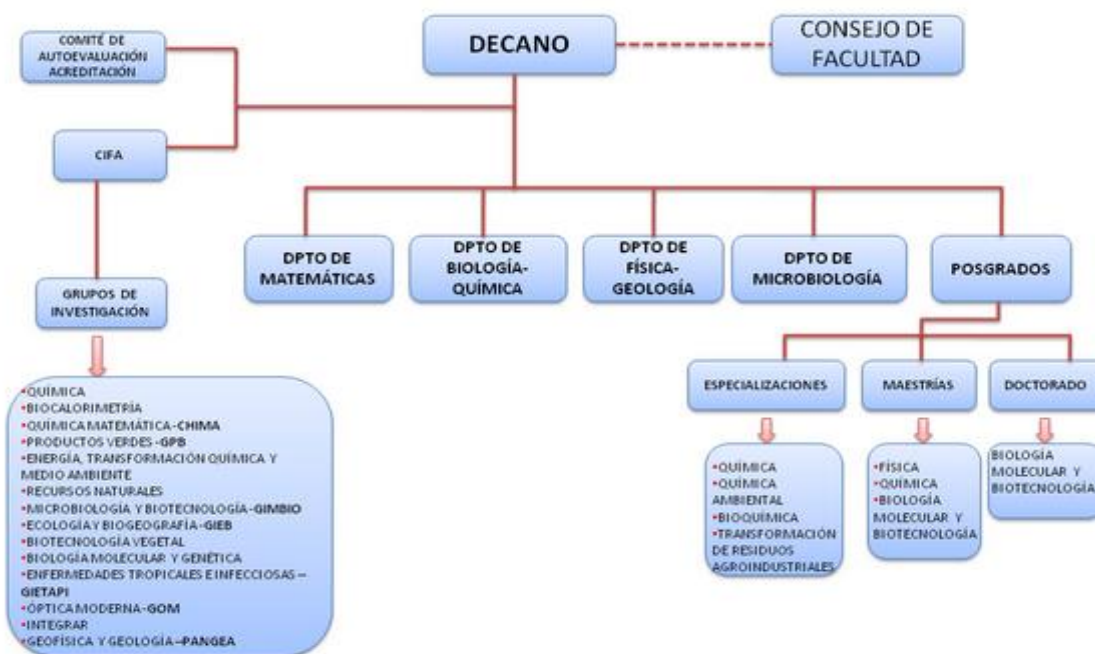 COMITÉ DE
AUTOEVALUACIÓN
ACREDITACIÓN
DECANO
CONSEJO DE
FACULTAD
CIFA
DPTO DE
MATEMÁTICAS
DPTO DE
BIOLOGÍA-
QUÍMICA
DPTO DE
FÍSICA-
GEOLOGÍA
DPTO DE
MICROBIOLOGÍA
POSGRADOS
GRUPOS DE
INVESTIGACIÓN
ESPECIALIZACIONES
MAESTRÍAS
DOCTORADO
•QUÍMICA
•BIOCALORIMETRÍA
•QUÍMICA MATEMÁTICA-CHIMA
•PRODUCTOS VERDES -GPB
•ENERGÍA, TRANSFORMACIÓN QUÍMICA Y
MEDIO AMBIENTE
•RECURSOS NATURALES
•MICROBIOLOGÍA Y BIOTECNOLOGÍA-GIMBIO
•ECOLOGÍA Y BIOGEOGRAFÍA-GIEB
•BIOTECNOLOGÍA VEGETAL
•BIOLOGÍA MOLECULAR Y GENÉTICA
•ENFERMEDADES TROPICALES E INFECCIOSAS –
GIETAPI
•ÓPTICA MODERNA-GOM
•INTEGRAR
•GEOFÍSICA Y GEOLOGÍA –PANGEA
•QUÍMICA
•QUÍMICA
AMBIENTAL
•BIOQUÍMICA
•TRANSFORMACIÓN
DE RESIDUOS
AGROINDUSTRIALES
•FÍSICA
•QUÍMICA
•BIOLOGÍA
MOLECULAR Y
BIOTECNOLOGÍA
BIOLOGÍA
MOLECULAR Y
BIOTECNOLOGÍA